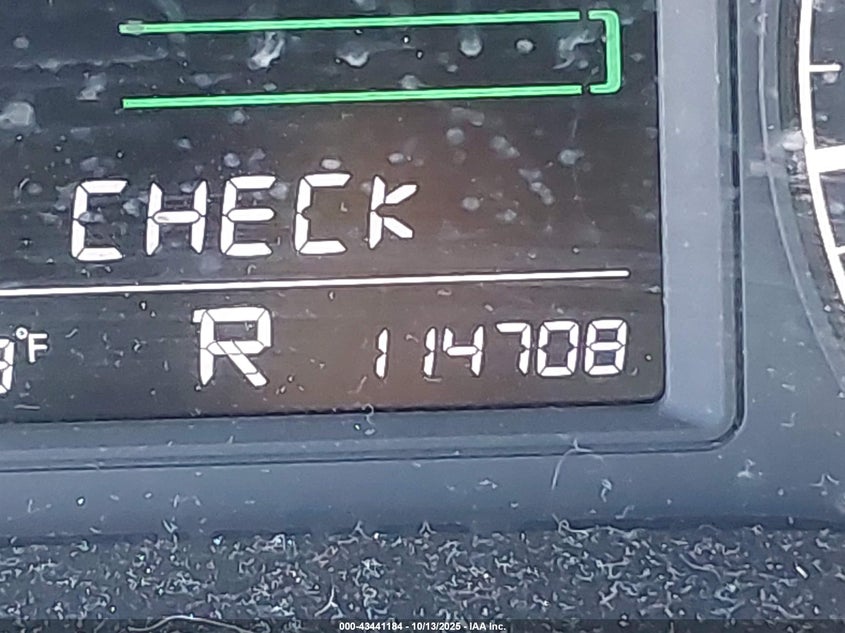 CHECK
°F R 114708
000-43441184 - 10/13/2025 - IAA Inc.